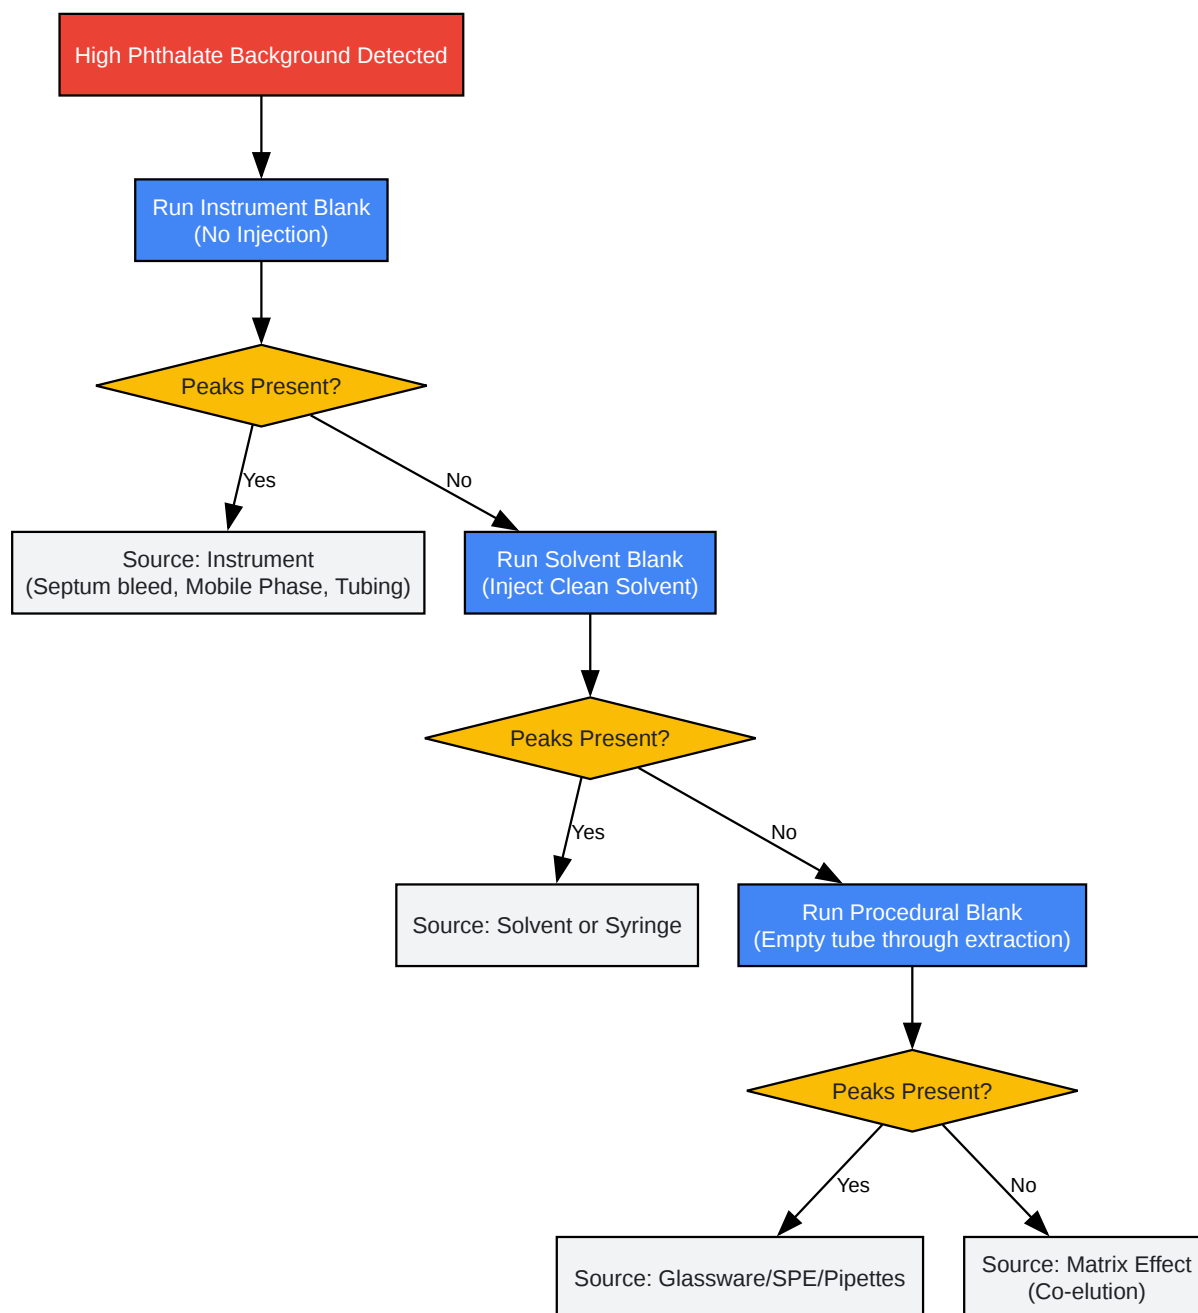 High Phthalate Background Detected
Run Instrument Blank
(No Injection)
Peaks Present?
Yes
No
Source: Instrument
(Septum bleed, Mobile Phase, Tubing)
Run Solvent Blank
(Inject Clean Solvent)
Peaks Present?
Yes
No
Source: Solvent or Syringe
Run Procedural Blank
(Empty tube through extraction)
Peaks Present?
Yes
No
Source: Glassware/SPE/Pipettes
Source: Matrix Effect
(Co-elution)